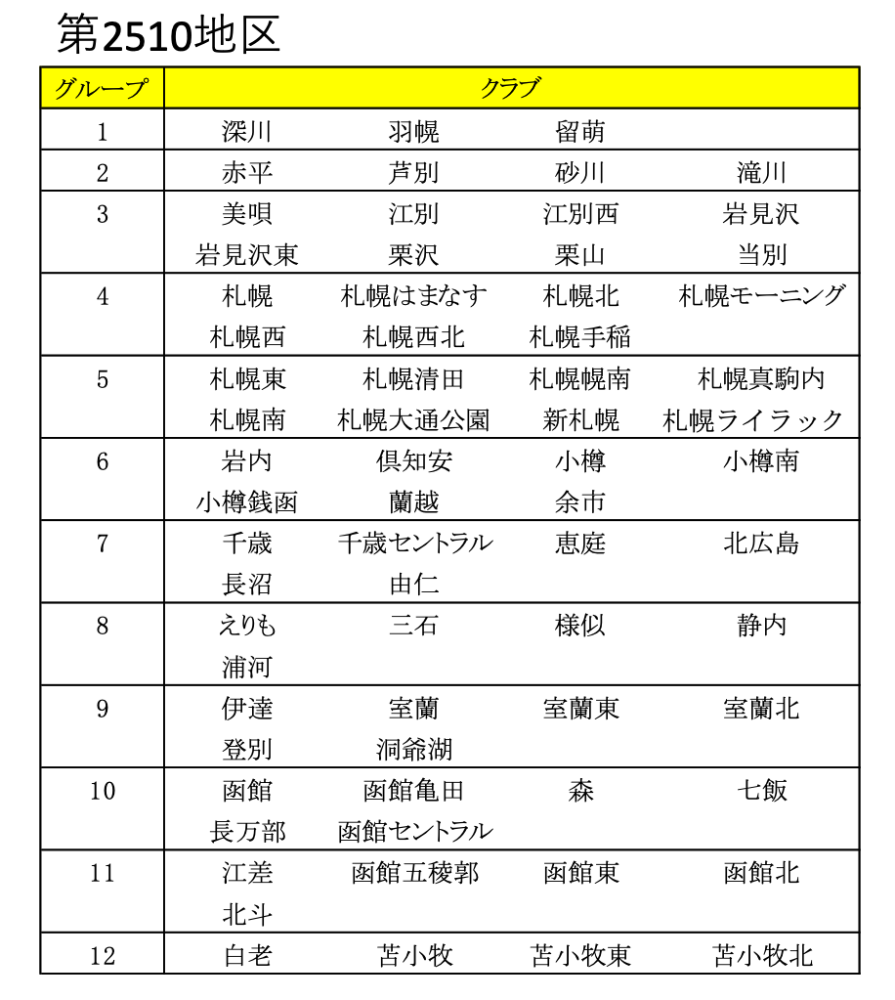 第2510地区
グループ クラブ
1 深川 羽幌 留萌
2 赤平 芦別 砂川 滝川
3 美唄 江別 江別西 岩見沢
岩見沢東 栗沢 栗山 当別
4 札幌 札幌はまなす 札幌北 札幌モーニング
札幌西 札幌西北 札幌手稲
5 札幌東 札幌清田 札幌幌南 札幌真駒内
札幌南 札幌大通公園 新札幌 札幌ライラック
6 岩内 倶知安 小樽 小樽南
小樽銭函 蘭越 余市
7 千歳 千歳セントラル 恵庭 北広島
長沼 由仁
8 えりも 三石 様似 静内
浦河
9 伊達 室蘭 室蘭東 室蘭北
登別 洞爺湖
10 函館 函館亀田 森 七飯
長万部 函館セントラル
11 江差 函館五稜郭 函館東 函館北
北斗
12 白老 苫小牧 苫小牧東 苫小牧北